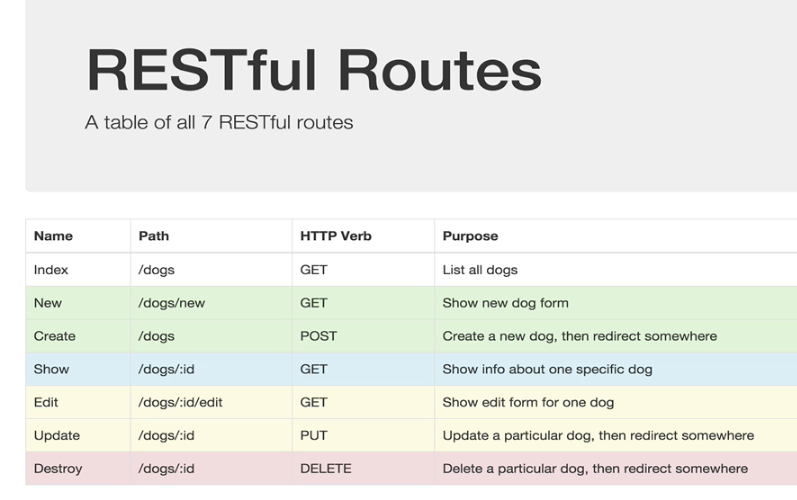 RESTful Routes
A table of all 7 RESTful routes
Name Path HTTP Verb Purpose
Index /dogs GET List all dogs
New /dogs/new GET Show new dog form
Create /dogs POST Create a new dog, then redirect somewhere
Show /dogs/:id GET Show info about one specific dog
Edit /dogs/:id/edit GET Show edit form for one dog
Update /dogs/:id PUT Update a particular dog, then redirect somewhere
Destroy /dogs/:id DELETE Delete a particular dog, then redirect somewhere